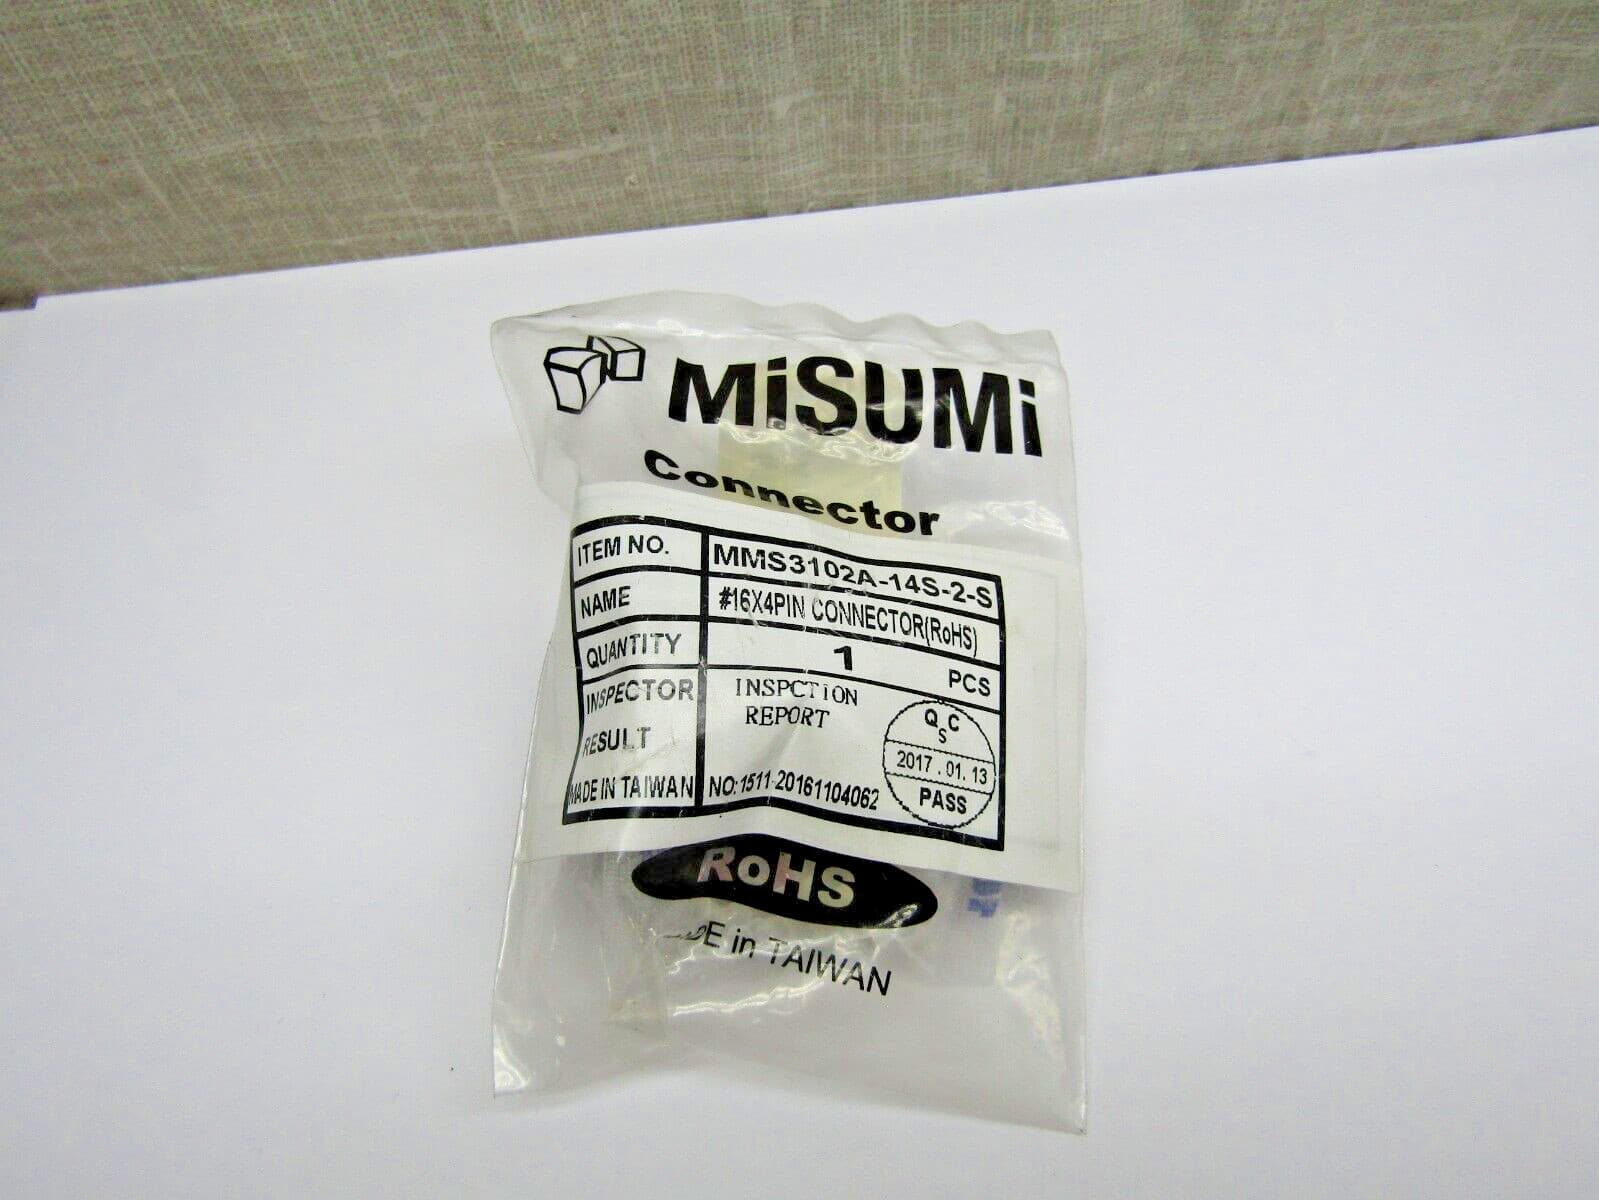 MiSUMi
Connector
ITEM NO. MMS3102A-14S-2-S
NAME #16X4PIN CONNECTOR(RoHS)
QUANTITY 1 PCS
INSPECTOR INSPCTION
REPORT
RESULT
QSC
2017.01.13
PASS
MADE IN TAIWAN NO:1511-20161104062
RoHS
in TAIWAN